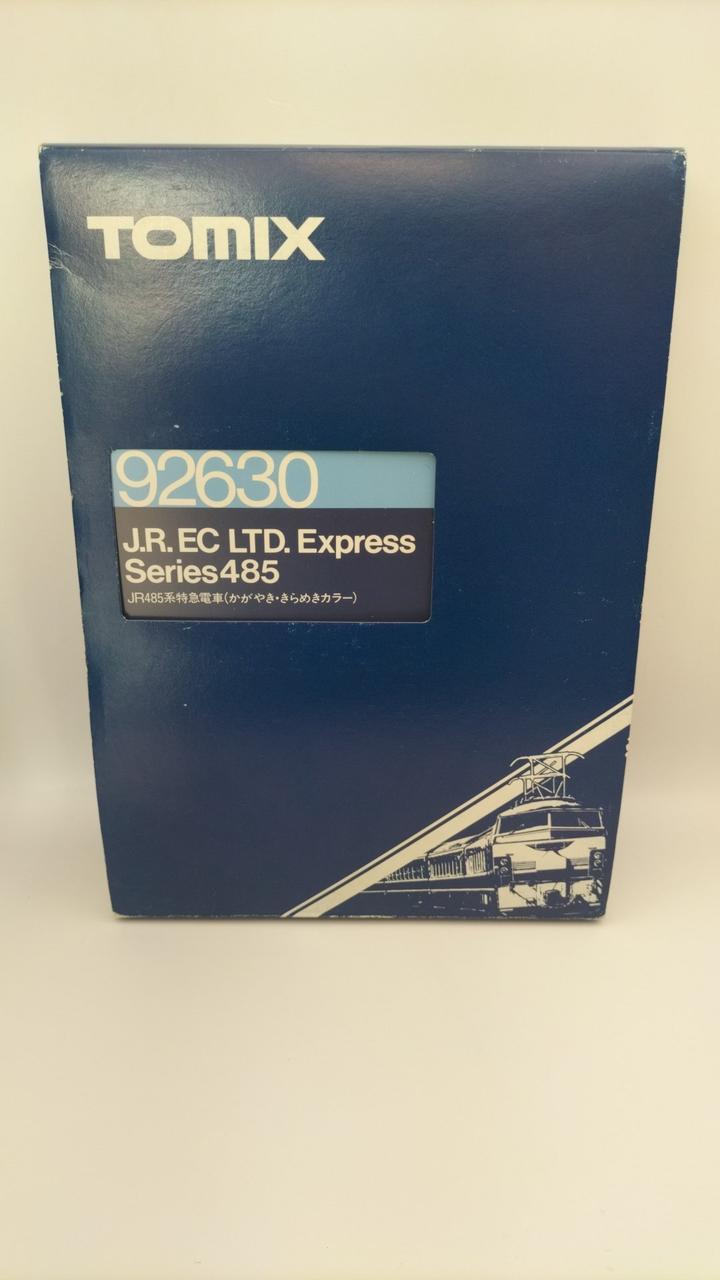 TOMIX
92630
J.R. EC LTD. Express
Series485
JR485系特急電車(かがやき・きらめきカラー)